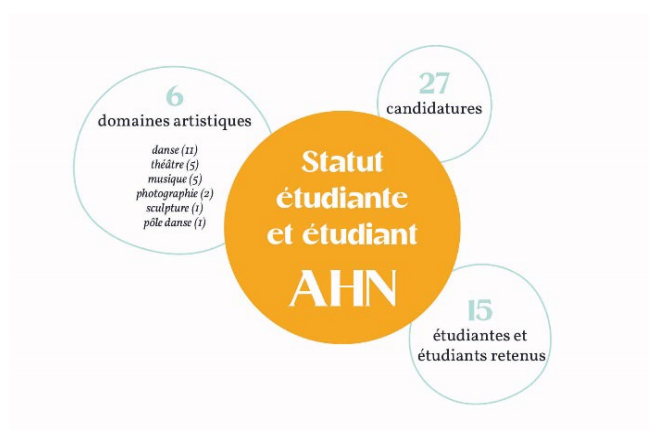 6
domaines artistiques
danse (11)
théâtre (5)
musique (5)
photographie (2)
sculpture (1)
pôle danse (1)
27
candidatures
Statut
étudiante
et étudiant
AHN
15
étudiantes et
étudiants retenus